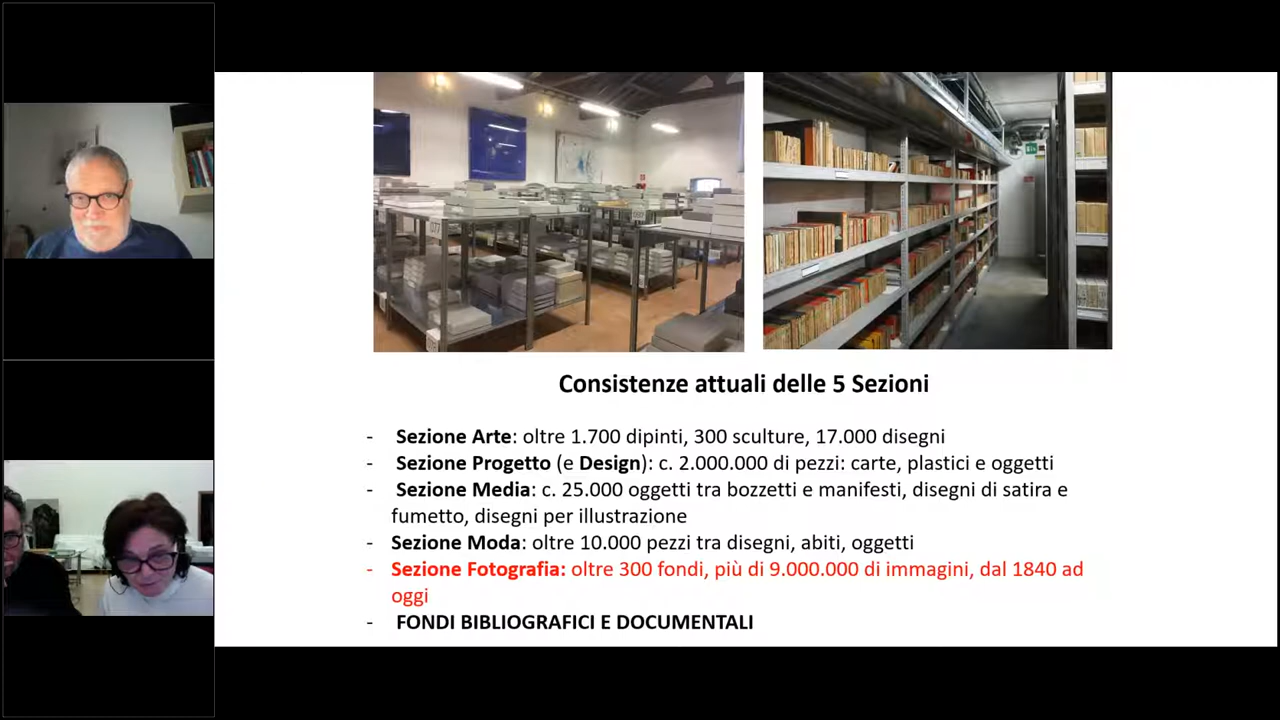 Consistenze attuali delle 5 Sezioni
- Sezione Arte: oltre 1.700 dipinti, 300 sculture, 17.000 disegni
- Sezione Progetto (e Design): c. 2.000.000 di pezzi: carte, plastici e oggetti
- Sezione Media: c. 25.000 oggetti tra bozzetti e manifesti, disegni di satira e
fumetto, disegni per illustrazione
- Sezione Moda: oltre 10.000 pezzi tra disegni, abiti, oggetti
- Sezione Fotografia: oltre 300 fondi, più di 9.000.000 di immagini, dal 1840 ad
oggi
- FONDI BIBLIOGRAFICI E DOCUMENTALI